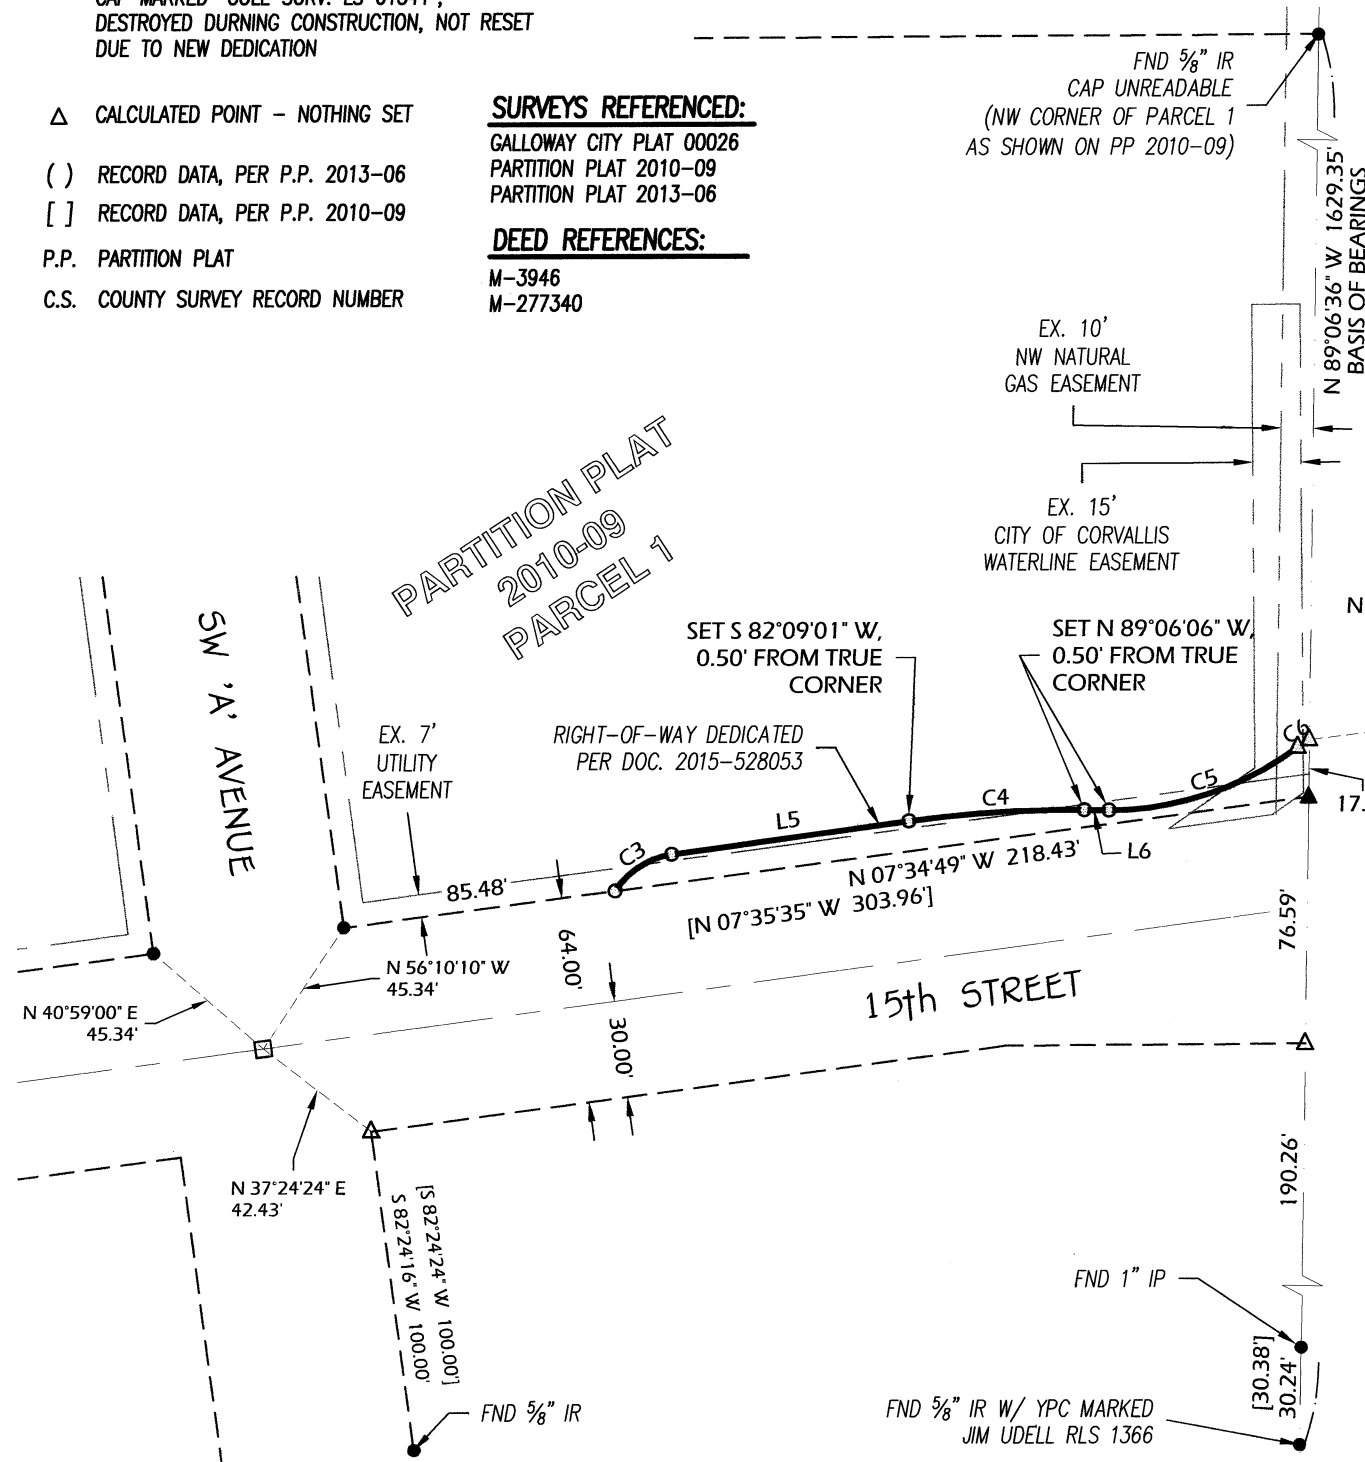 DESTROYED DURNING CONSTRUCTION, NOT RESET
DUE TO NEW DEDICATION
△ CALCULATED POINT – NOTHING SET
( ) RECORD DATA, PER P.P. 2013–06
[ ] RECORD DATA, PER P.P. 2010–09
P.P. PARTITION PLAT
C.S. COUNTY SURVEY RECORD NUMBER
SURVEYS REFERENCED:
GALLOWAY CITY PLAT 00026
PARTITION PLAT 2010–09
PARTITION PLAT 2013–06
DEED REFERENCES:
M–3946
M–277340
FND 5/8" IR
CAP UNREADABLE
(NW CORNER OF PARCEL 1
AS SHOWN ON PP 2010–09)
N 89°06'36" W 1629.35'
BASIS OF BEARINGS
EX. 10'
NW NATURAL
GAS EASEMENT
EX. 15'
CITY OF CORVALLIS
WATERLINE EASEMENT
PARTITION PLAT
2010-09
PARCEL 1
SW 'A' AVENUE
SET S 82°09'01" W,
0.50' FROM TRUE
CORNER
SET N 89°06'06" W,
0.50' FROM TRUE
CORNER
N
EX. 7'
UTILITY
EASEMENT
RIGHT–OF–WAY DEDICATED
PER DOC. 2015–528053
C3
L5
C4
L6
C5
C6
17.
85.48'
N 07°34'49" W 218.43'
[N 07°35'35" W 303.96']
76.59'
64.00'
30.00'
N 56°10'10" W
45.34'
N 40°59'00" E
45.34'
15th STREET
N 37°24'24" E
42.43'
[S 82°24'24" W 100.00']
S 82°24'16" W 100.00'
190.26'
FND 1" IP
[30.38']
30.24'
FND 5/8" IR
FND 5/8" IR W/ YPC MARKED
JIM UDELL RLS 1366